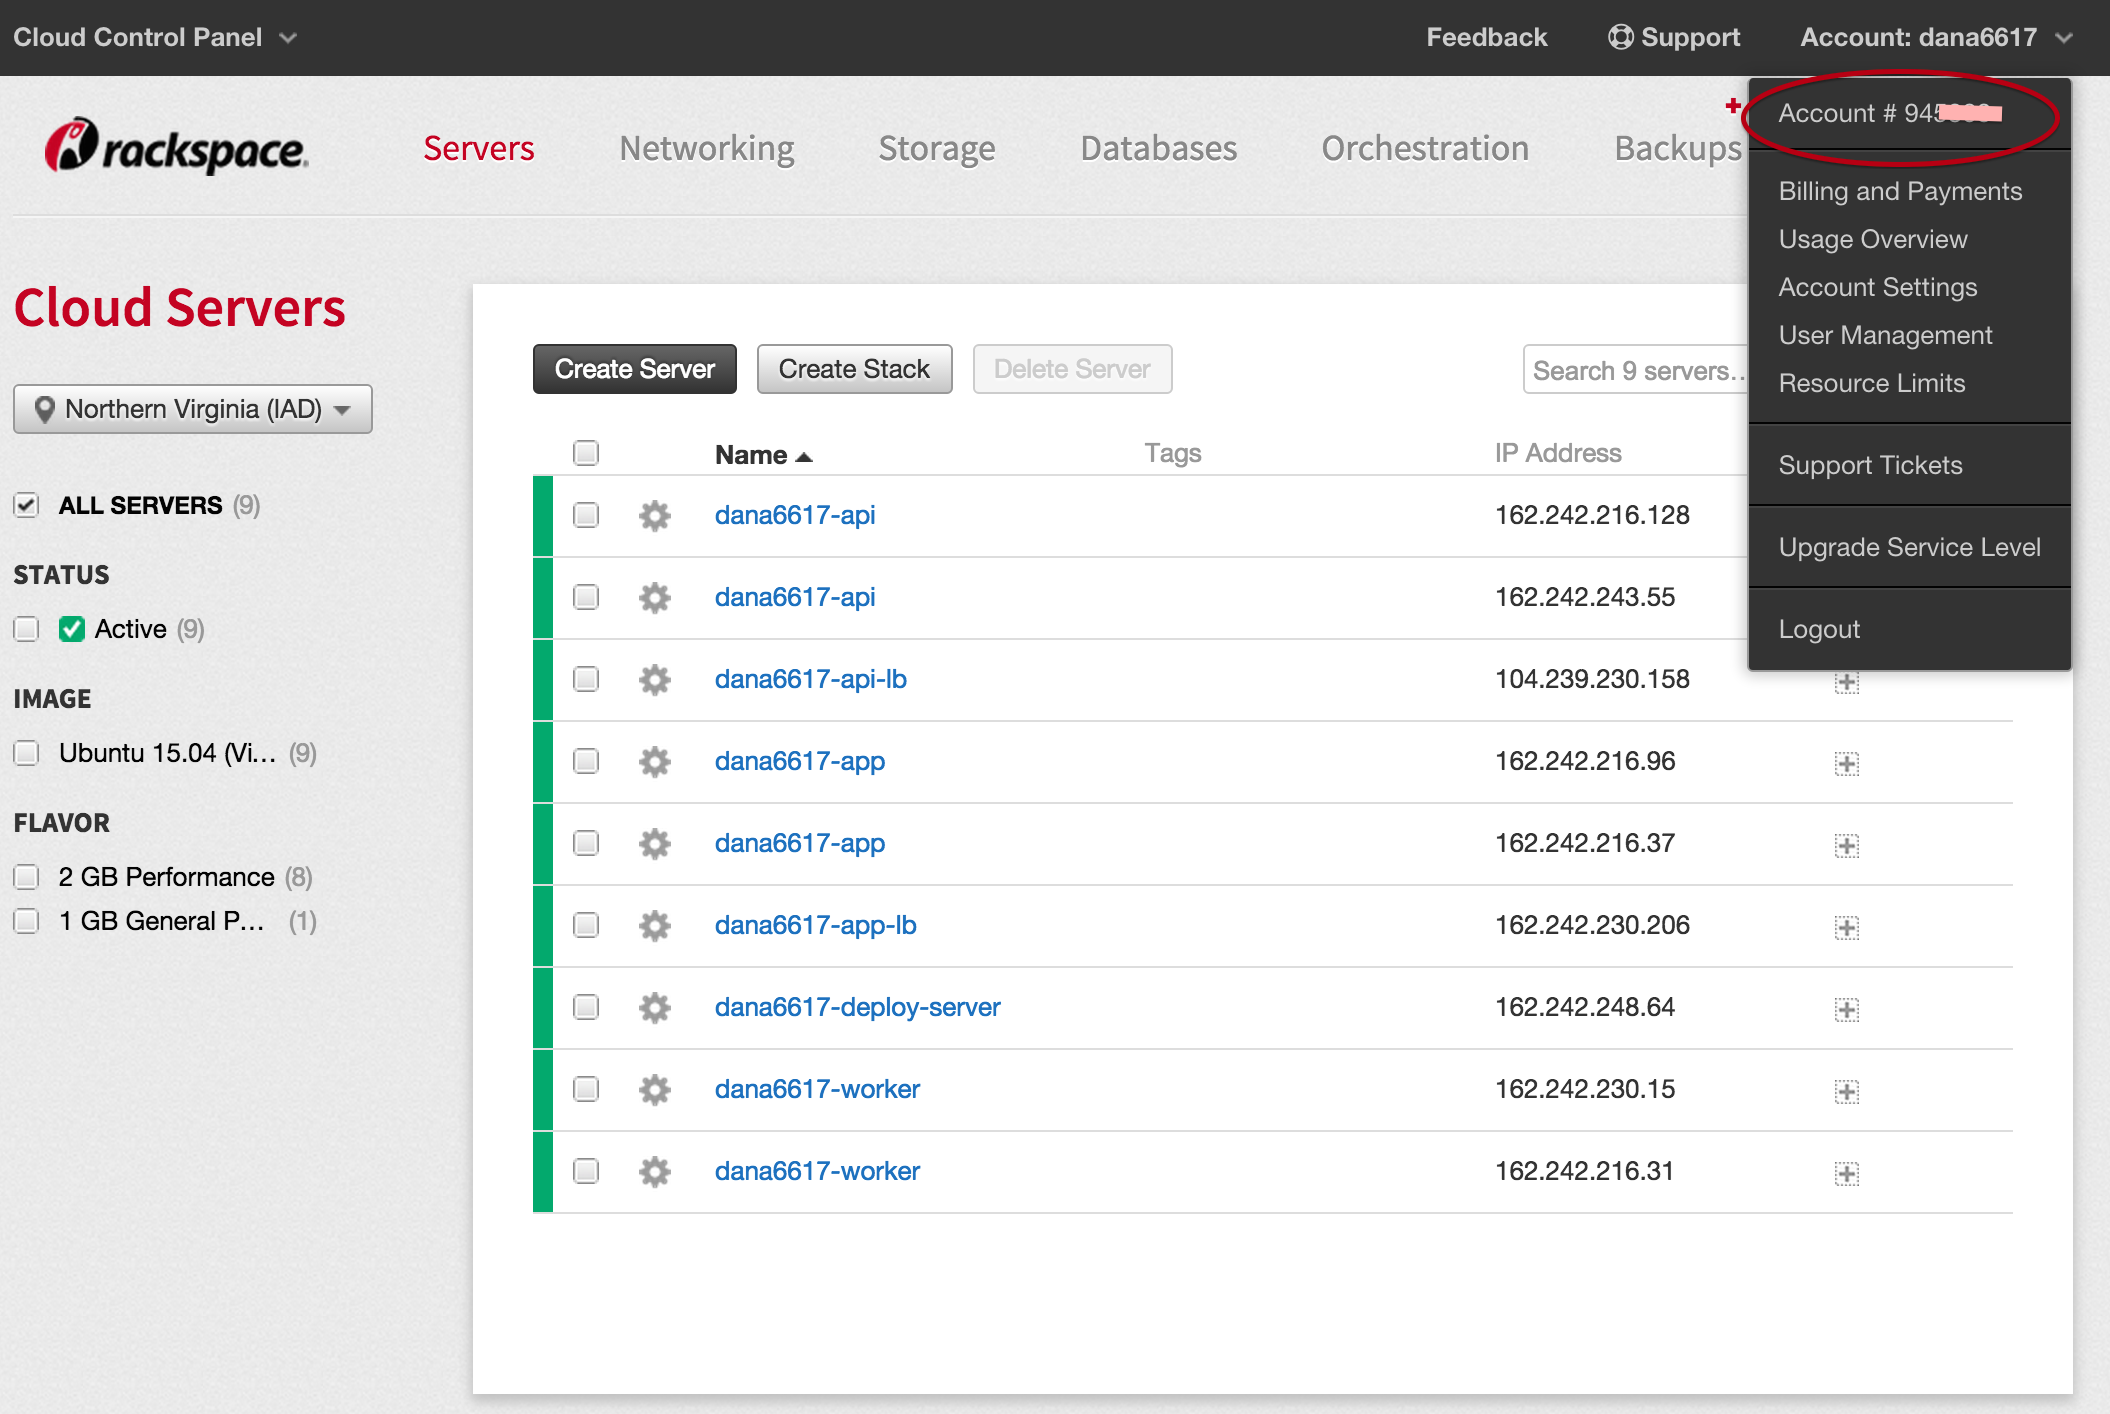 Cloud Control Panel
Feedback
Support
Account: dana6617
rackspace.
Servers
Networking
Storage
Databases
Orchestration
Backups
Account # 945
Billing and Payments
Usage Overview
Account Settings
User Management
Resource Limits
Support Tickets
Upgrade Service Level
Logout
Cloud Servers
Northern Virginia (IAD)
ALL SERVERS (9)
STATUS
Active (9)
IMAGE
Ubuntu 15.04 (Vi... (9)
FLAVOR
2 GB Performance (8)
1 GB General P... (1)
Create Server
Create Stack
Delete Server
Search 9 servers...
Name Tags IP Address
dana6617-api 162.242.216.128
dana6617-api 162.242.243.55
dana6617-api-lb 104.239.230.158
dana6617-app 162.242.216.96
dana6617-app 162.242.216.37
dana6617-app-lb 162.242.230.206
dana6617-deploy-server 162.242.248.64
dana6617-worker 162.242.230.15
dana6617-worker 162.242.216.31